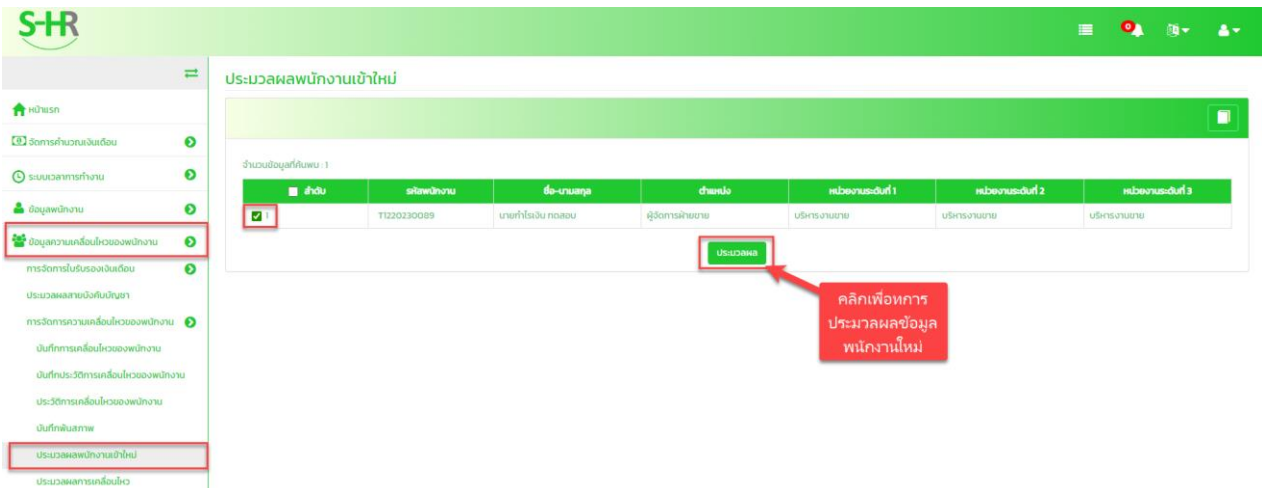 S-HR
0
ประมวลผลพนักงานเข้าใหม่
หน้าแรก
จัดการคำนวณเงินเดือน
ระบบเวลาการทำงาน
ข้อมูลพนักงาน
ข้อมูลความเคลื่อนไหวของพนักงาน
การจัดการใบรับรองเงินเดือน
ประมวลผลสายบังคับบัญชา
การจัดการความเคลื่อนไหวของพนักงาน
บันทึกการเคลื่อนไหวของพนักงาน
บันทึกประวัติการเคลื่อนไหวของพนักงาน
ประวัติการเคลื่อนไหวของพนักงาน
บันทึกพ้นสภาพ
ประมวลผลพนักงานเข้าใหม่
ประมวลผลการเคลื่อนไหว
จำนวนข้อมูลที่ค้นพบ : 1
ลำดับ รหัสพนักงาน ชื่อ-นามสกุล ตำแหน่ง หน่วยงานระดับที่ 1 หน่วยงานระดับที่ 2 หน่วยงานระดับที่ 3
1 T1220230089 นายกำไรเงิน ทดสอบ ผู้จัดการฝ่ายขาย บริหารงานขาย บริหารงานขาย บริหารงานขาย
ประมวลผล
คลิกเพื่อทการ
ประมวลผลข้อมูล
พนักงานใหม่